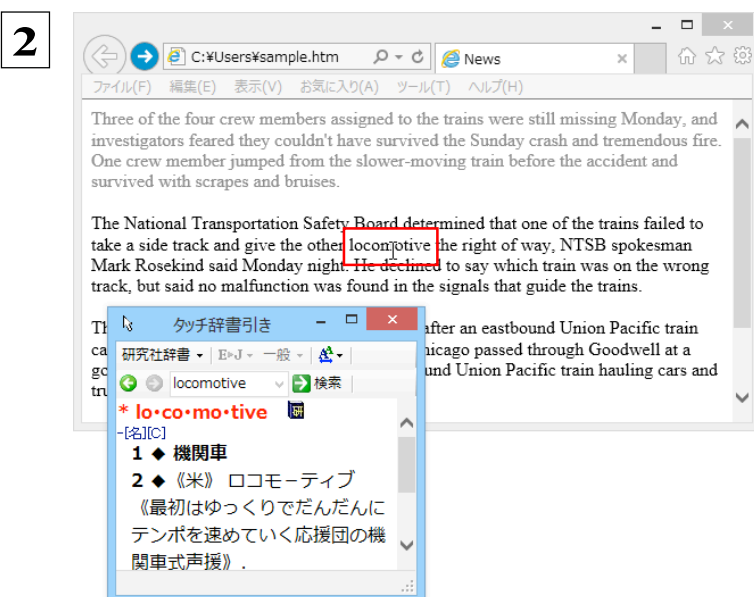 2
C:¥Users¥sample.htm
News
ファイル(F) 編集(E) 表示(V) お気に入り(A) ツール(T) ヘルプ(H)
Three of the four crew members assigned to the trains were still missing Monday, and
investigators feared they couldn't have survived the Sunday crash and tremendous fire.
One crew member jumped from the slower-moving train before the accident and
survived with scrapes and bruises.
The National Transportation Safety Board determined that one of the trains failed to
take a side track and give the other locomotive the right of way, NTSB spokesman
Mark Rosekind said Monday night. He declined to say which train was on the wrong
track, but said no malfunction was found in the signals that guide the trains.
after an eastbound Union Pacific train
passed through Goodwell at a
Union Pacific train hauling cars and
タッチ辞書引き
研究社辞書 E▹J 一般
locomotive 検索
* lo・co・mo・tive 研
-[名][C]
1 ◆ 機関車
2 ◆《米》 ロコモーティブ
《最初はゆっくりでだんだんに
テンポを速めていく応援団の機
関車式声援》.